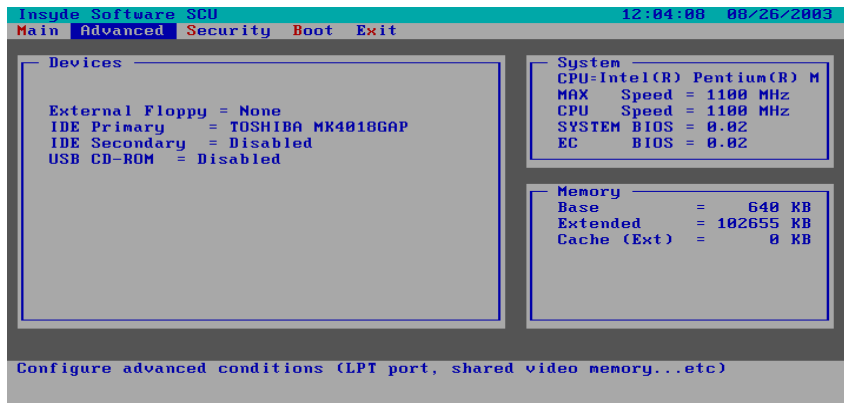 Insyde Software SCU 12:04:08 08/26/2003
Main Advanced Security Boot Exit
Devices
External Floppy = None
IDE Primary = TOSHIBA MK4018GAP
IDE Secondary = Disabled
USB CD-ROM = Disabled
System
CPU=Intel(R) Pentium(R) M
MAX Speed = 1100 MHz
CPU Speed = 1100 MHz
SYSTEM BIOS = 0.02
EC BIOS = 0.02
Memory
Base = 640 KB
Extended = 102655 KB
Cache (Ext) = 0 KB
Configure advanced conditions (LPT port, shared video memory...etc)